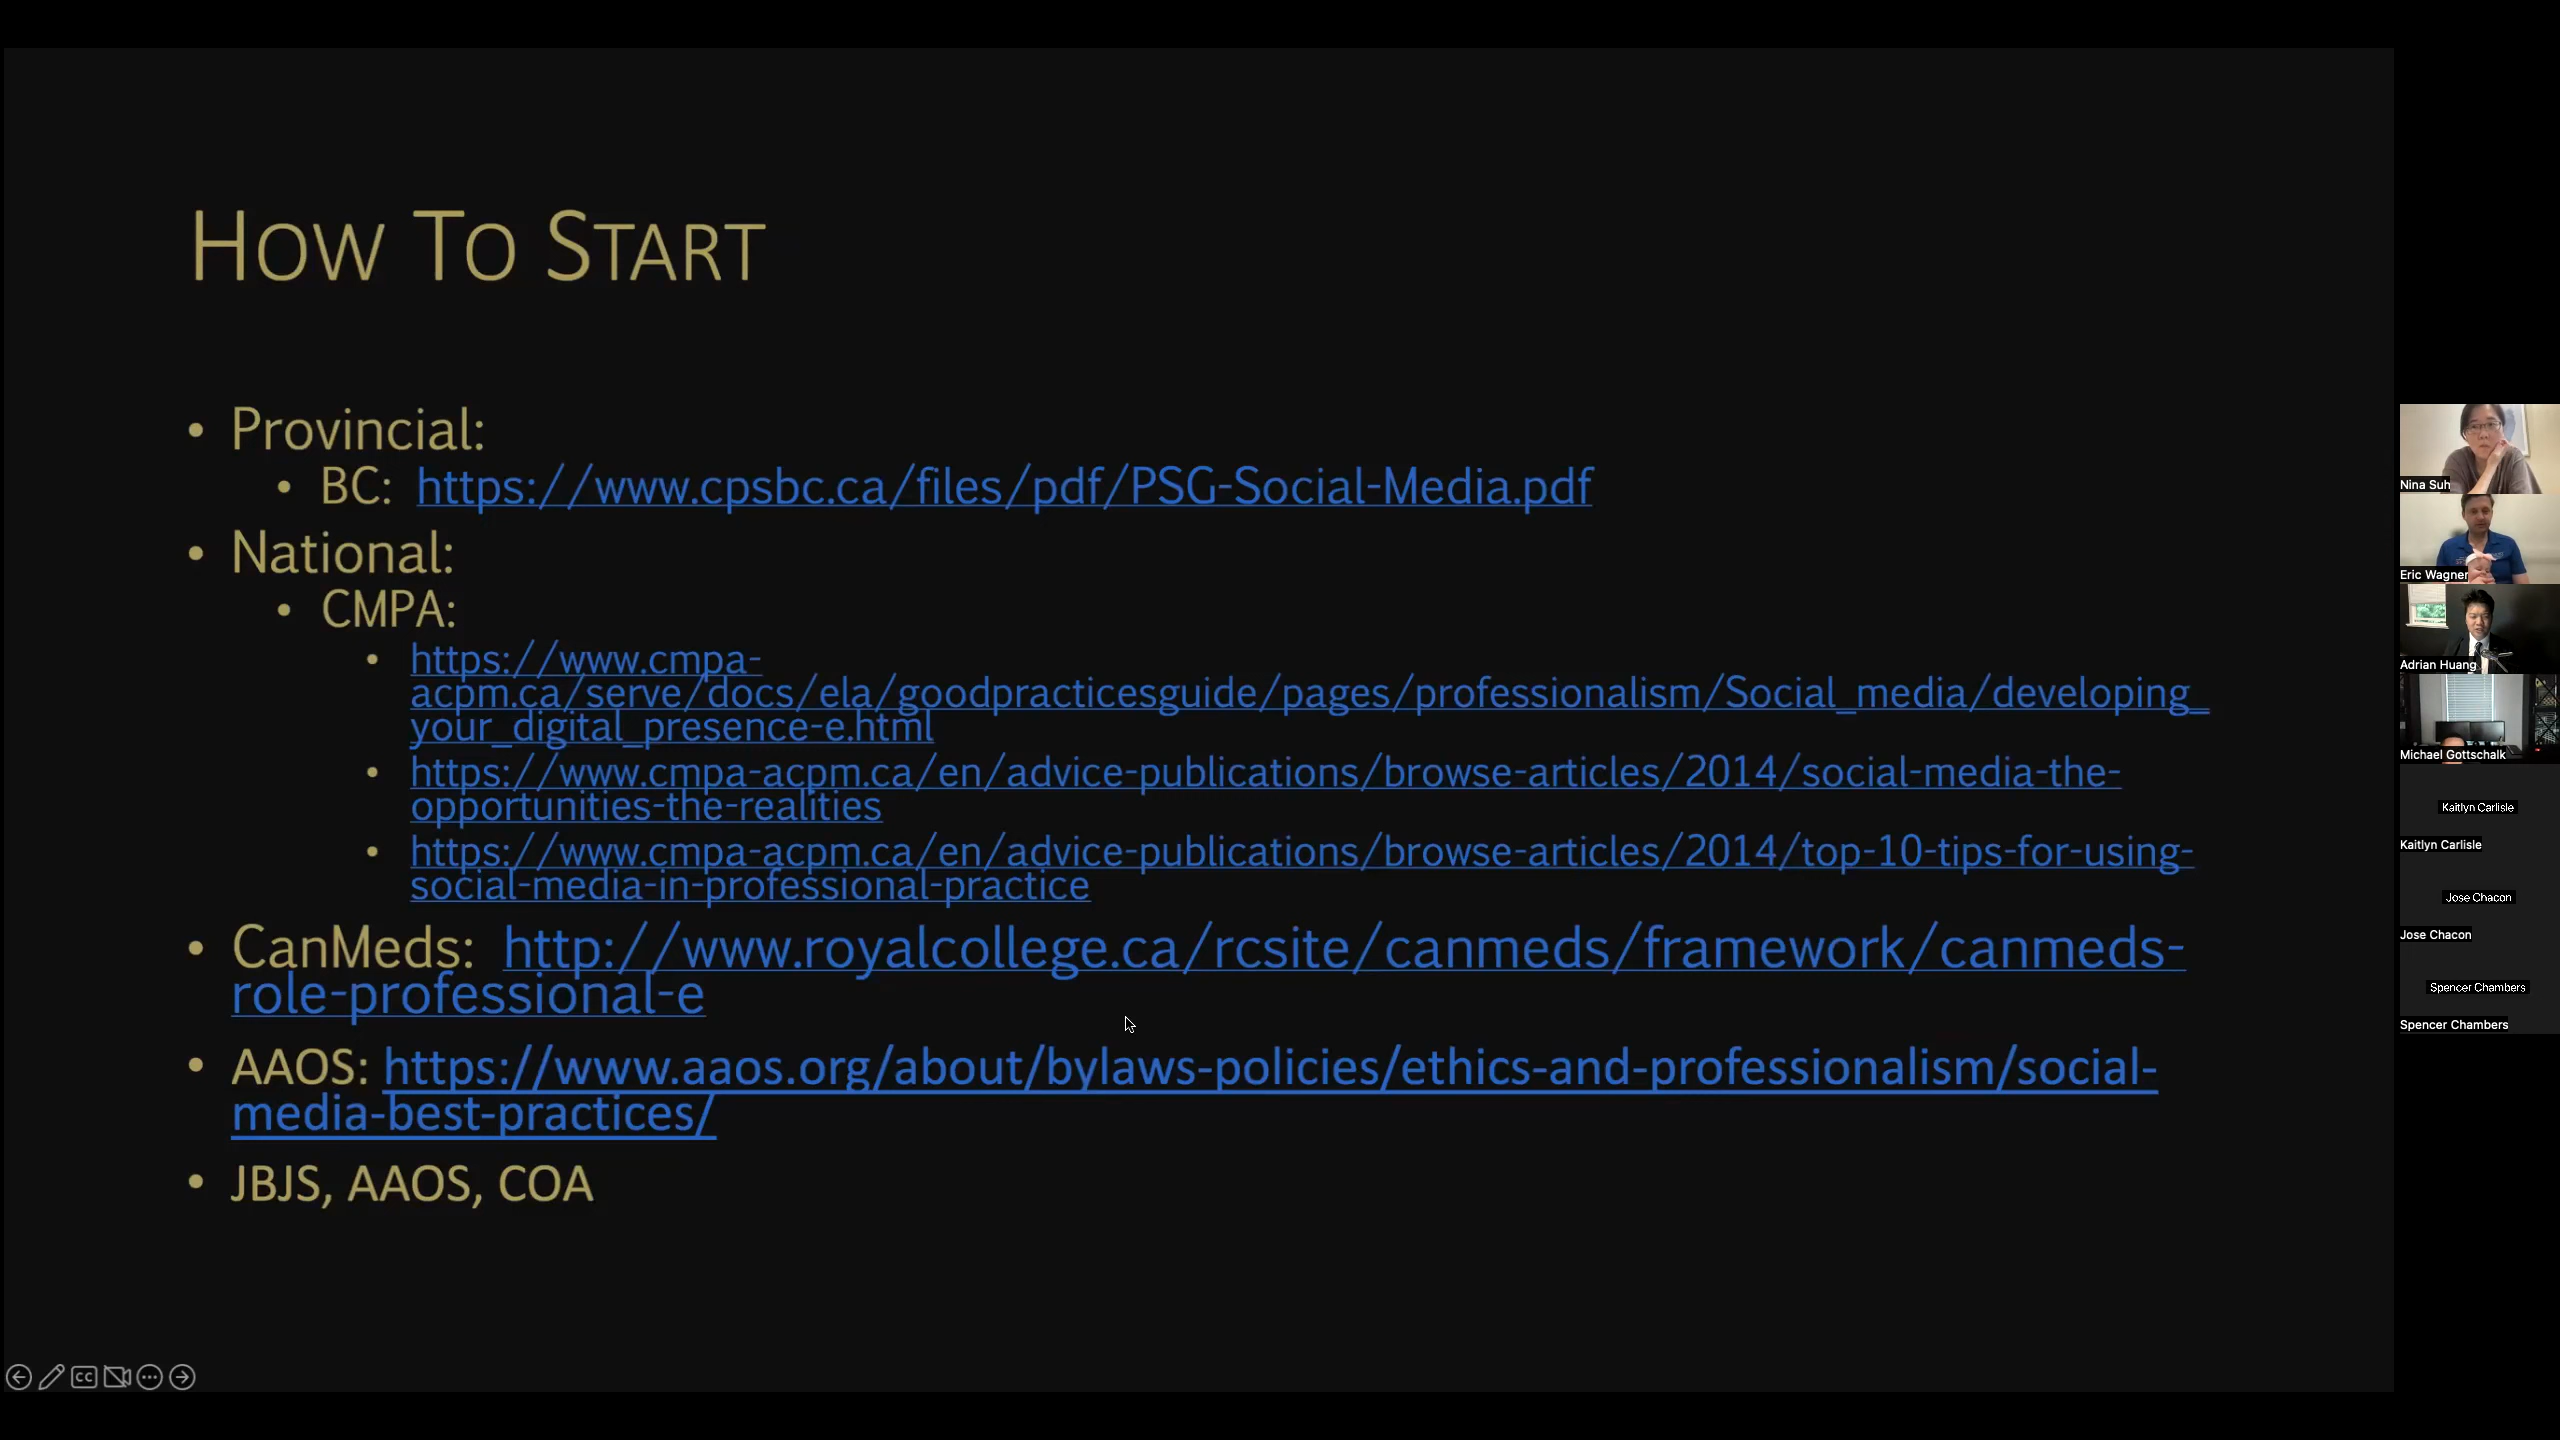 How To Start
• Provincial:
• BC: https://www.cpsbc.ca/files/pdf/PSG-Social-Media.pdf
• National:
• CMPA:
• https://www.cmpa-
acpm.ca/serve/docs/ela/goodpracticesguide/pages/professionalism/Social_media/developing_
your_digital_presence-e.html
• https://www.cmpa-acpm.ca/en/advice-publications/browse-articles/2014/social-media-the-
opportunities-the-realities
• https://www.cmpa-acpm.ca/en/advice-publications/browse-articles/2014/top-10-tips-for-using-
social-media-in-professional-practice
• CanMeds: http://www.royalcollege.ca/rcsite/canmeds/framework/canmeds-
role-professional-e
• AAOS: https://www.aaos.org/about/bylaws-policies/ethics-and-professionalism/social-
media-best-practices/
• JBJS, AAOS, COA
CC
Nina Suh
Eric Wagner
Adrian Huang
Michael Gottschalk
Kaitlyn Carlisle
Kaitlyn Carlisle
Jose Chacon
Jose Chacon
Spencer Chambers
Spencer Chambers